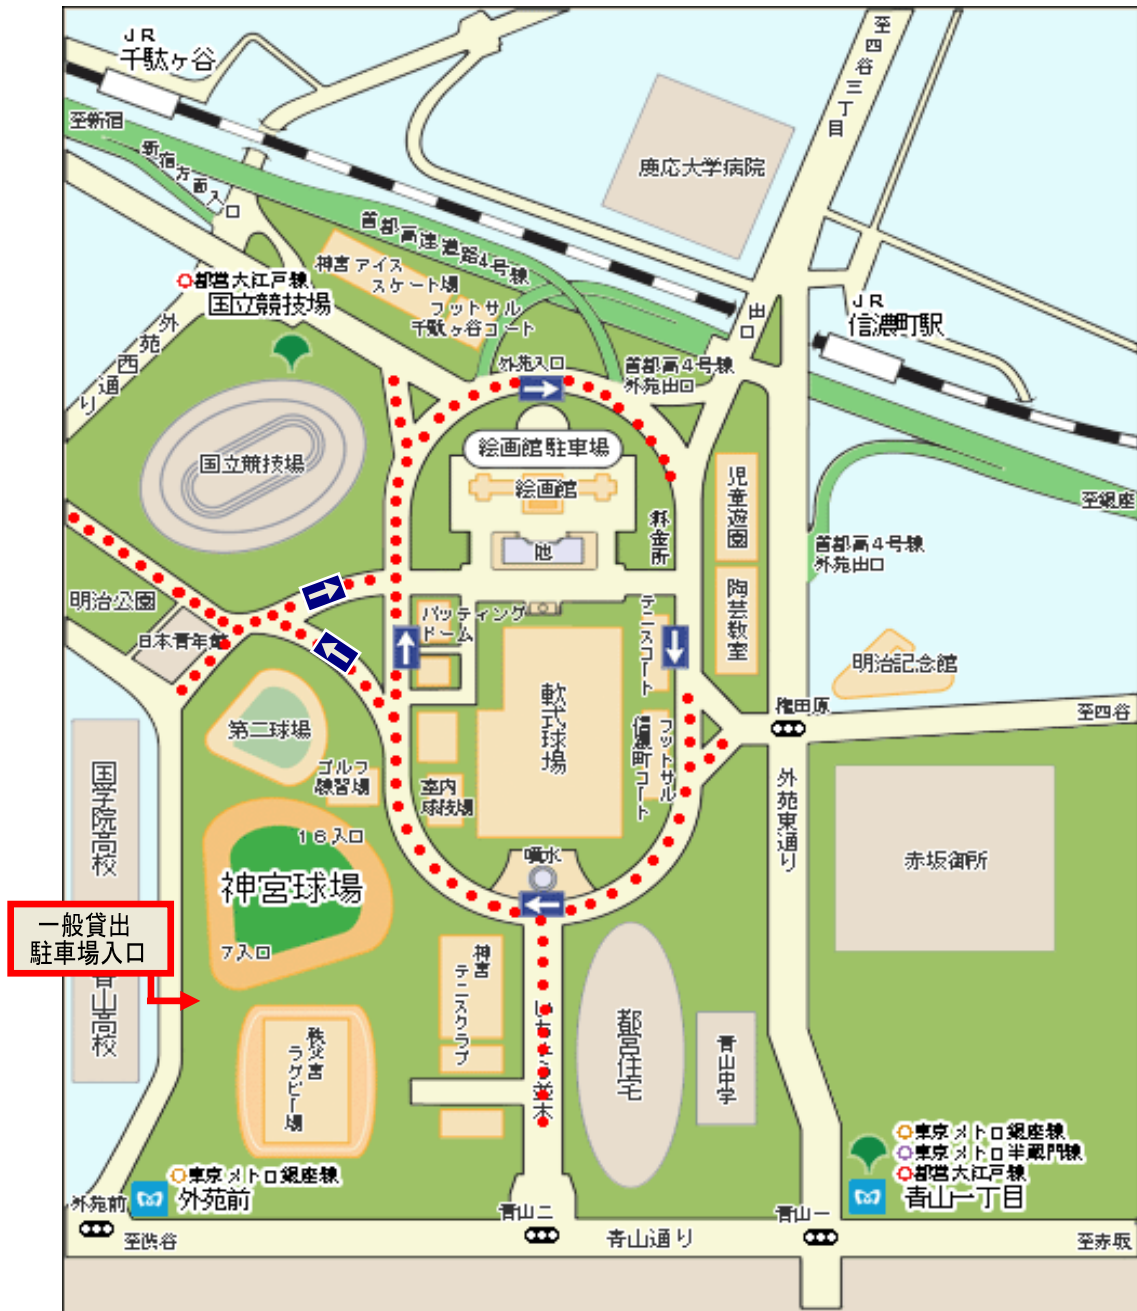 至四谷三丁目
JR
千駄ヶ谷
至新宿
新宿方面入口
慶応大学病院
首都高速道路4号線
神宮アイス
スケート場
フットサル
千駄ヶ谷コート
都営大江戸線
国立競技場
外苑西通り
出口
JR
信濃町駅
外苑入口
首都高4号線
外苑出口
絵画館駐車場
国立競技場
絵画館
児童遊園
至銀座
料金所
池
首都高4号線
外苑出口
明治公園
日本青年館
バッティング
ドーム
テニスコート
陶芸教室
明治記念館
権田原
至四谷
第二球場
軟式球場
フットサル
信濃町コート
国学院高校
ゴルフ
練習場
室内
球技場
外苑東通り
16入口
噴水
赤坂御所
神宮球場
一般貸出
駐車場入口
7入口
青山高校
神宮
テニスクラブ
いちょう並木
都営住宅
青山中学
秩父宮
ラグビー場
東京メトロ銀座線
東京メトロ半蔵門線
都営大江戸線
青山一丁目
東京メトロ銀座線
外苑前
外苑前
青山二
青山一
至渋谷
青山通り
至赤坂